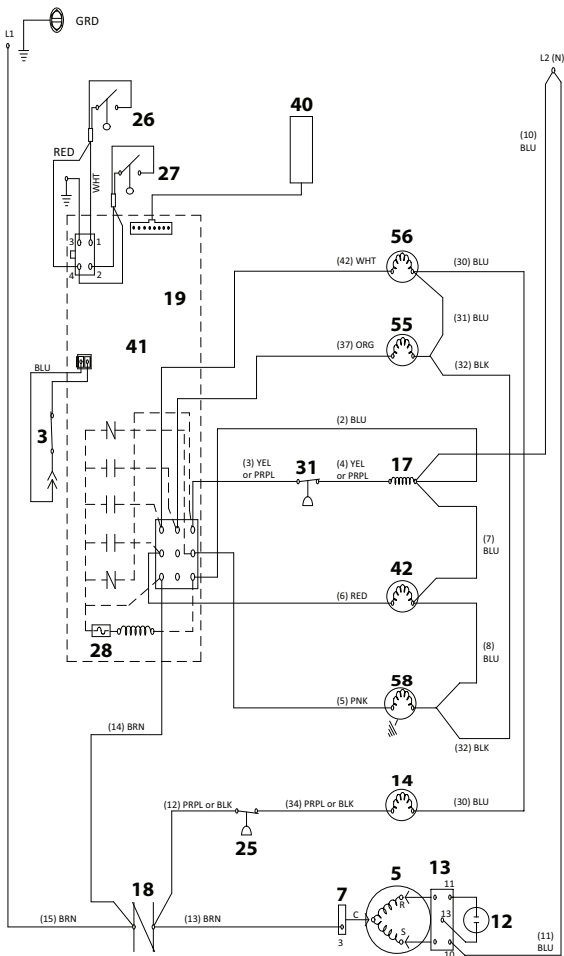 GRD
L1
L2 (N)
26
40
(10)
BLU
RED
WHT
27
3
1
4
2
56
(42) WHT
(30) BLU
19
55
(31) BLU
41
(37) ORG
(32) BLK
BLU
(2) BLU
3
(3) YEL
or PRPL
31
(4) YEL
or PRPL
17
(7)
BLU
42
(6) RED
28
(8)
BLU
58
(5) PNK
(14) BRN
(32) BLK
14
(12) PRPL or BLK
(34) PRPL or BLK
(30) BLU
25
18
7
5
13
11
R
(15) BRN
(13) BRN
C
13
12
S
3
10
(11)
BLU